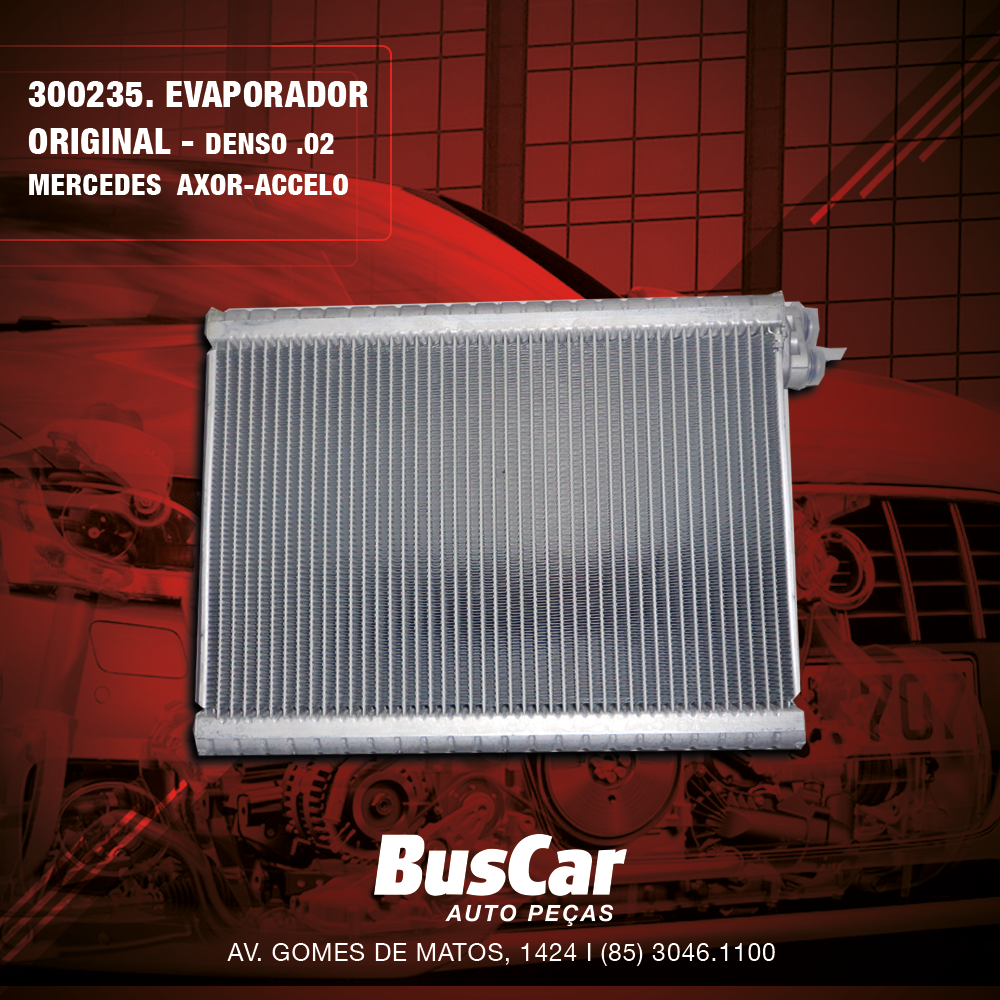 300235. EVAPORADOR
ORIGINAL - DENSO .02
MERCEDES AXOR-ACCELO
707
BusCar
AUTO PEÇAS
AV. GOMES DE MATOS, 1424 I (85) 3046.1100